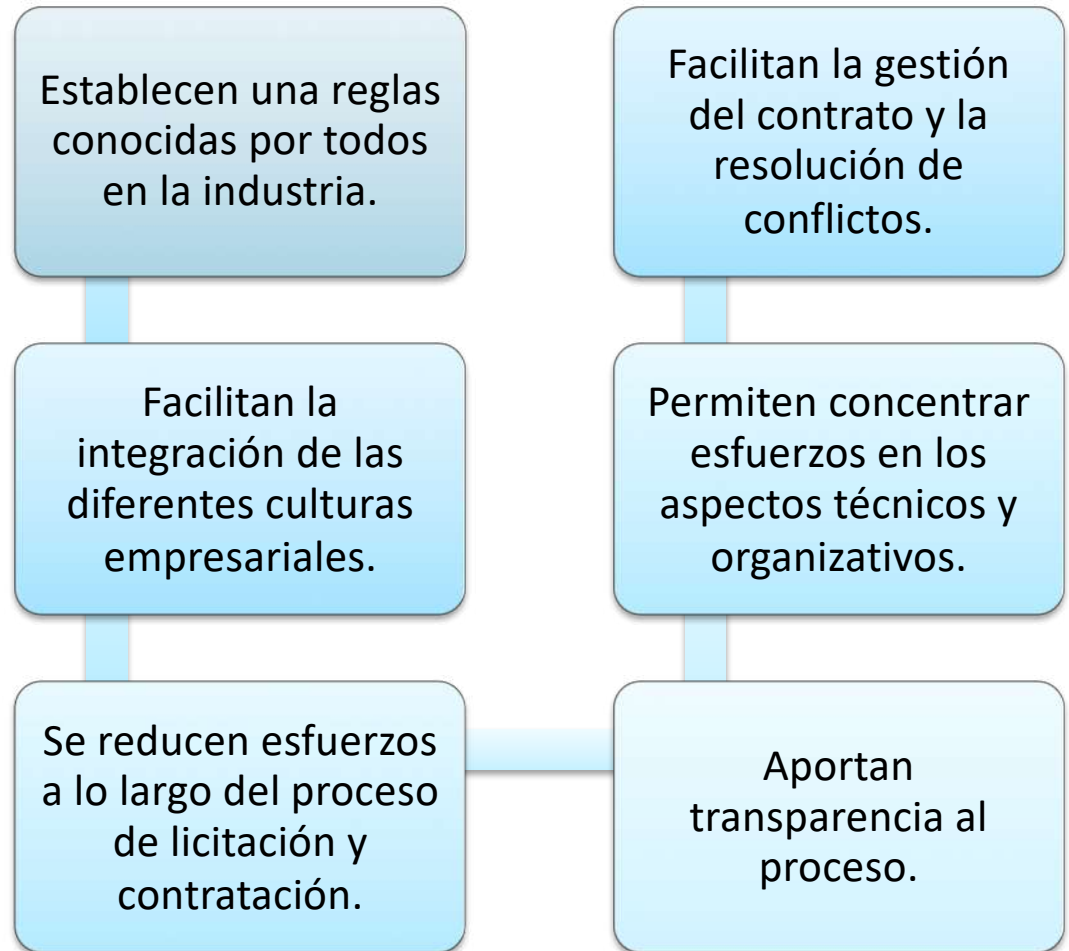 Establecen una reglas
conocidas por todos
en la industria.
Facilitan la
integración de las
diferentes culturas
empresariales.
Se reducen esfuerzos
a lo largo del proceso
de licitación y
contratación.
Aportan
transparencia al
proceso.
Permiten concentrar
esfuerzos en los
aspectos técnicos y
organizativos.
Facilitan la gestión
del contrato y la
resolución de
conflictos.